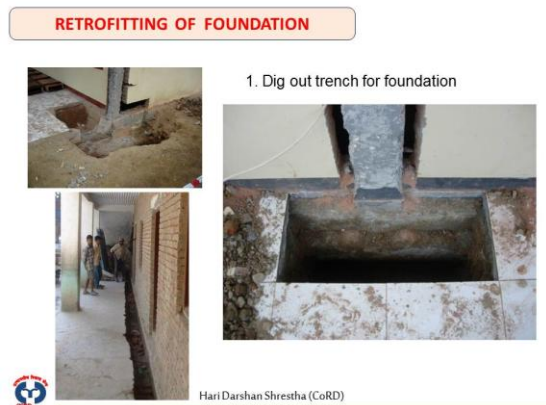 RETROFITTING OF FOUNDATION
1. Dig out trench for foundation
Hari Darshan Shrestha (CoRD)